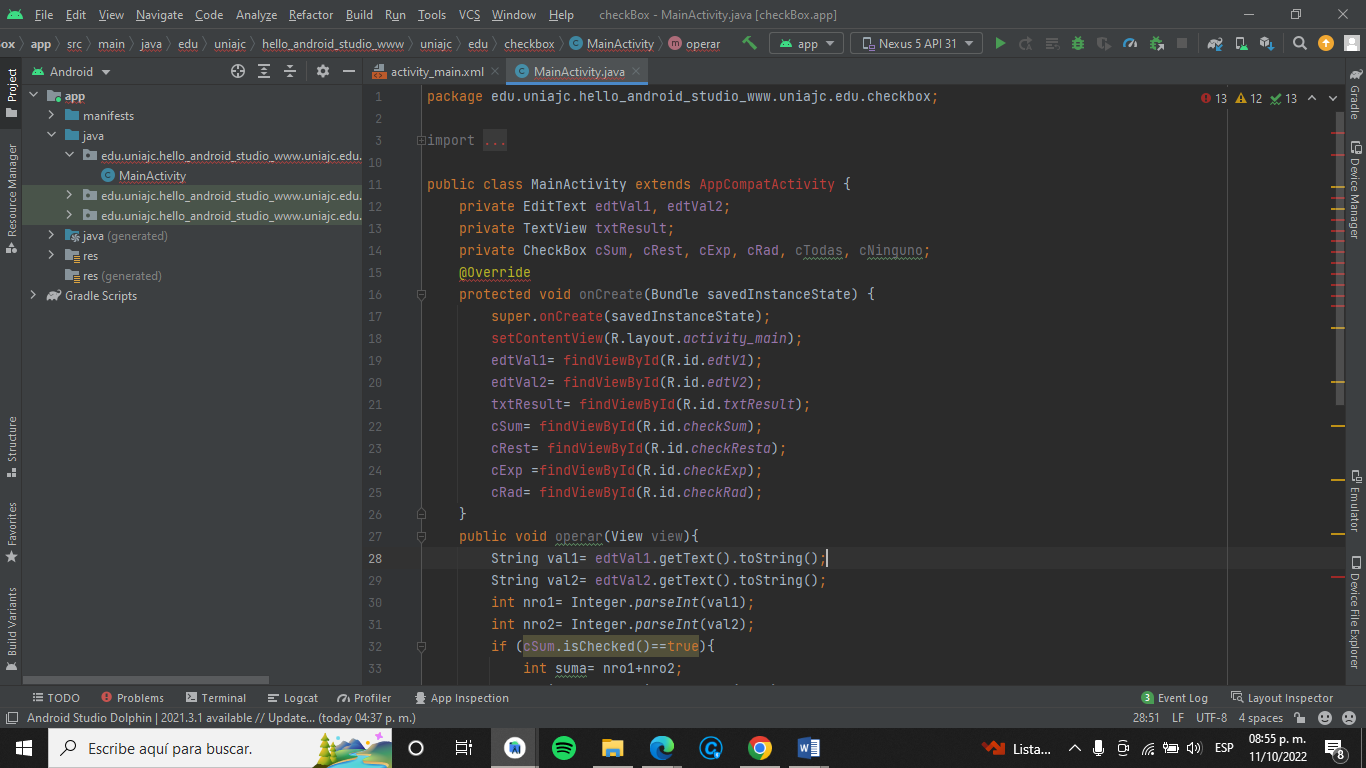 File Edit View Navigate Code Analyze Refactor Build Run Tools VCS Window Help checkBox - MainActivity.java [checkBox.app]
ox app src main java edu uniajc hello_android_studio_www uniajc edu checkbox MainActivity operar app Nexus 5 API 31
Android
activity_main.xml MainActivity.java
Project
Resource Manager
Structure
Favorites
Build Variants
app
manifests
java
edu.uniajc.hello_android_studio_www.uniajc.edu.
MainActivity
edu.uniajc.hello_android_studio_www.uniajc.edu.
edu.uniajc.hello_android_studio_www.uniajc.edu.
java (generated)
res
res (generated)
Gradle Scripts
13 12 13
1 package edu.uniajc.hello_android_studio_www.uniajc.edu.checkbox;
2
3 import ...
10
11 public class MainActivity extends AppCompatActivity {
12 private EditText edtVal1, edtVal2;
13 private TextView txtResult;
14 private CheckBox cSum, cRest, cExp, cRad, cTodas, cNinguno;
15 @Override
16 protected void onCreate(Bundle savedInstanceState) {
17 super.onCreate(savedInstanceState);
18 setContentView(R.layout.activity_main);
19 edtVal1= findViewById(R.id.edtV1);
20 edtVal2= findViewById(R.id.edtV2);
21 txtResult= findViewById(R.id.txtResult);
22 cSum= findViewById(R.id.checkSum);
23 cRest= findViewById(R.id.checkResta);
24 cExp =findViewById(R.id.checkExp);
25 cRad= findViewById(R.id.checkRad);
26 }
27 public void operar(View view){
28 String val1= edtVal1.getText().toString();
29 String val2= edtVal2.getText().toString();
30 int nro1= Integer.parseInt(val1);
31 int nro2= Integer.parseInt(val2);
32 if (cSum.isChecked()==true){
33 int suma= nro1+nro2;
Gradle
Device Manager
Emulator
Device File Explorer
TODO Problems Terminal Logcat Profiler App Inspection 3 Event Log Layout Inspector
Android Studio Dolphin | 2021.3.1 available // Update... (today 04:37 p. m.) 28:51 LF UTF-8 4 spaces
Escribe aquí para buscar. Lista... ESP 08:55 p. m.
11/10/2022 8